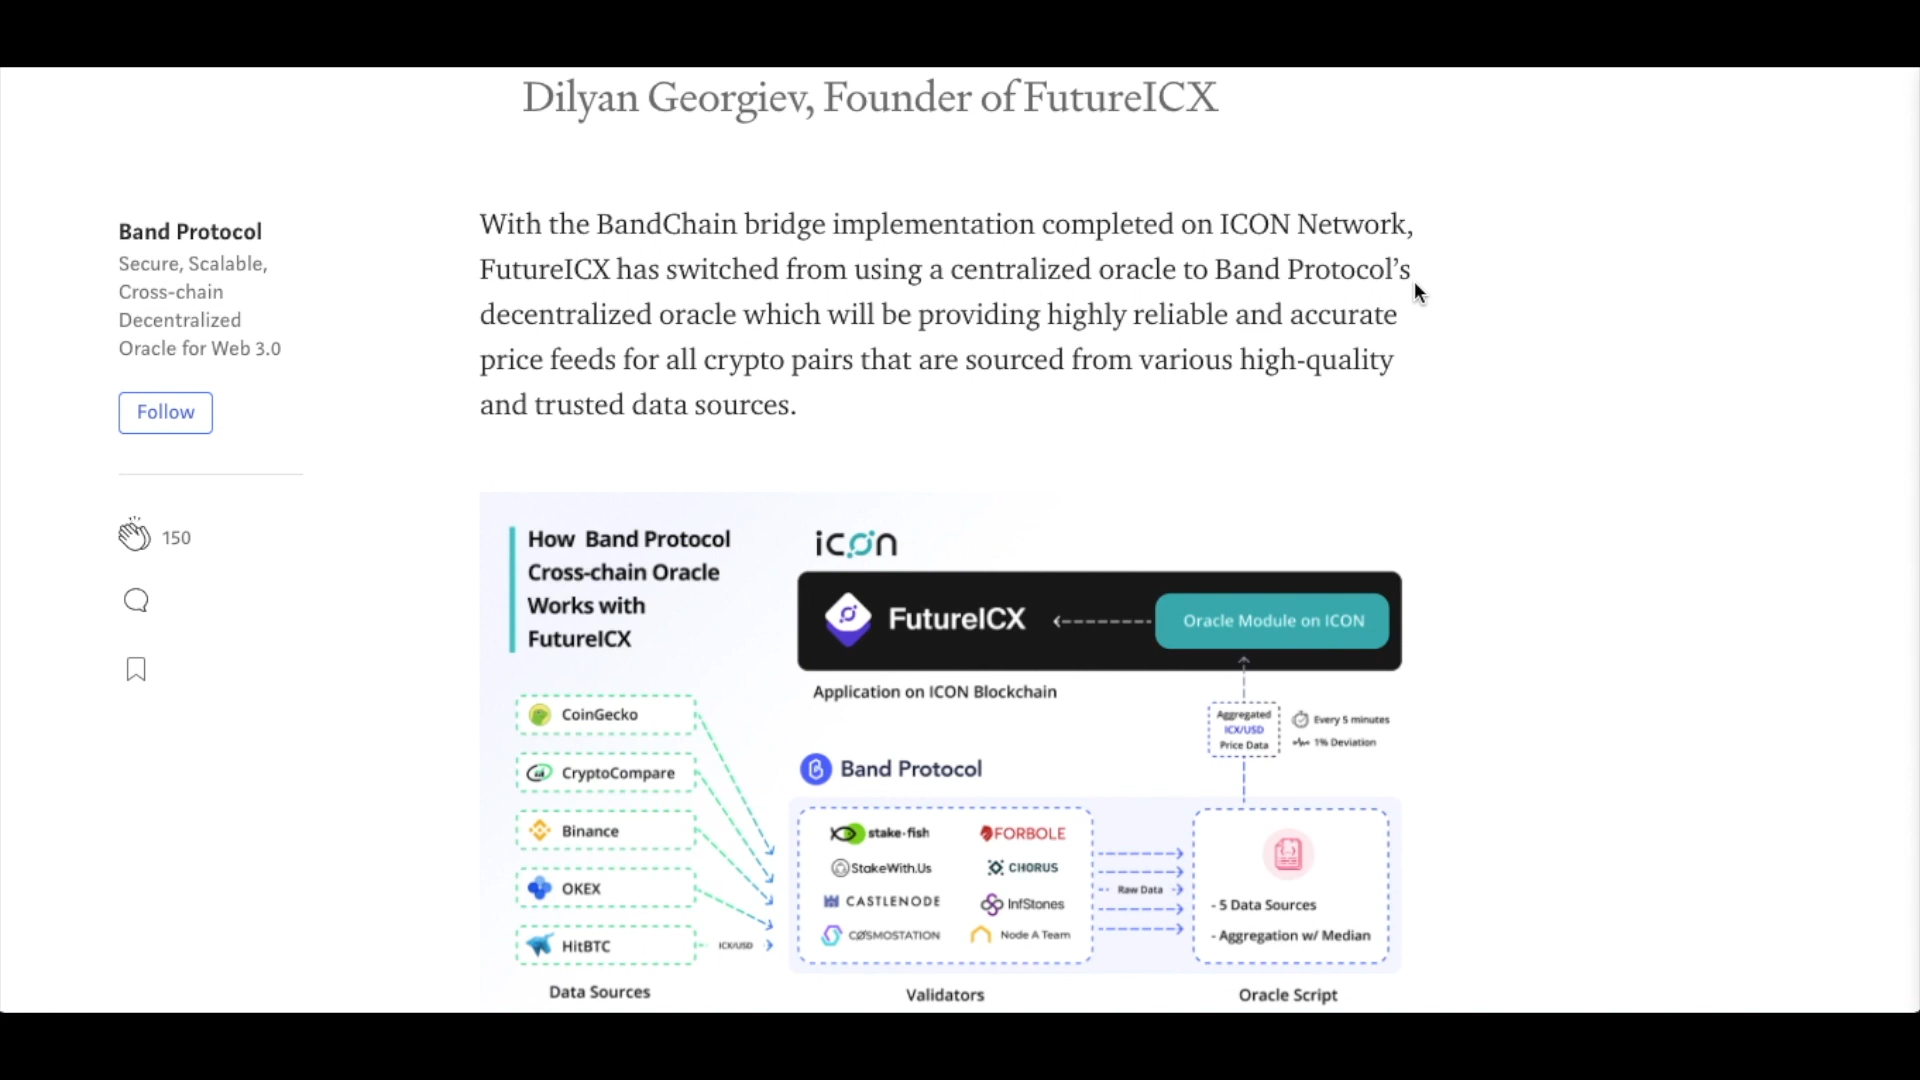 Dilyan Georgiev, Founder of FutureICX
Band Protocol
Secure, Scalable,
Cross-chain
Decentralized
Oracle for Web 3.0
Follow
150
With the BandChain bridge implementation completed on ICON Network,
FutureICX has switched from using a centralized oracle to Band Protocol’s
decentralized oracle which will be providing highly reliable and accurate
price feeds for all crypto pairs that are sourced from various high-quality
and trusted data sources.
How Band Protocol
Cross-chain Oracle
Works with
FutureICX
icon
FutureICX
Oracle Module on ICON
Application on ICON Blockchain
Aggregated
ICX/USD
Price Data
Every 5 minutes
1% Deviation
CoinGecko
CryptoCompare
Binance
OKEX
HitBTC
ICX/USD
Data Sources
Band Protocol
stake·fish
FORBOLE
StakeWith.Us
CHORUS
CASTLENODE
InfStones
COSMOSTATION
Node A Team
Validators
Raw Data
- 5 Data Sources
- Aggregation w/ Median
Oracle Script